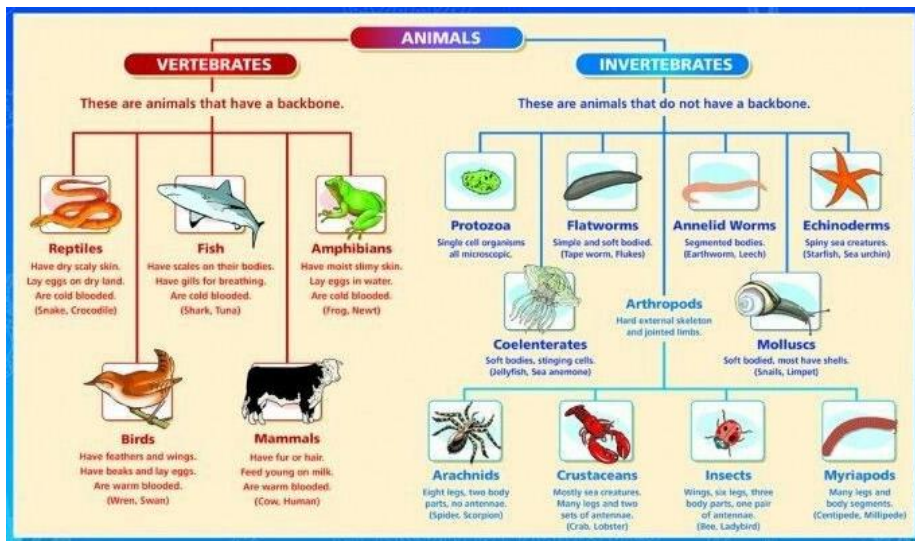 ANIMALS
VERTEBRATES
These are animals that have a backbone.
Reptiles
Have dry scaly skin.
Lay eggs on dry land.
Are cold blooded.
(Snake, Crocodile)
Fish
Have scales on their bodies.
Have gills for breathing.
Are cold blooded.
(Shark, Tuna)
Amphibians
Have moist slimy skin.
Lay eggs in water.
Are cold blooded.
(Frog, Newt)
Birds
Have feathers and wings.
Have beaks and lay eggs.
Are warm blooded.
(Wren, Swan)
Mammals
Have fur or hair.
Feed young on milk.
Are warm blooded.
(Cow, Human)
INVERTEBRATES
These are animals that do not have a backbone.
Protozoa
Single cell organisms
all microscopic.
Flatworms
Simple and soft bodied.
(Tape worm, Flukes)
Annelid Worms
Segmented bodies.
(Earthworm, Leech)
Echinoderms
Spiny sea creatures.
(Starfish, Sea urchin)
Coelenterates
Soft bodies, stinging cells.
(Jellyfish, Sea anemone)
Arthropods
Hard external skeleton
and jointed limbs.
Molluscs
Soft bodied, most have shells.
(Snails, Limpet)
Arachnids
Eight legs, two body
parts, no antennae.
(Spider, Scorpion)
Crustaceans
Mostly sea creatures.
Many legs and two
sets of antennae.
(Crab, Lobster)
Insects
Wings, six legs, three
body parts, one pair
of antennae.
(Bee, Ladybird)
Myriapods
Many legs and
body segments.
(Centipede, Millipede)